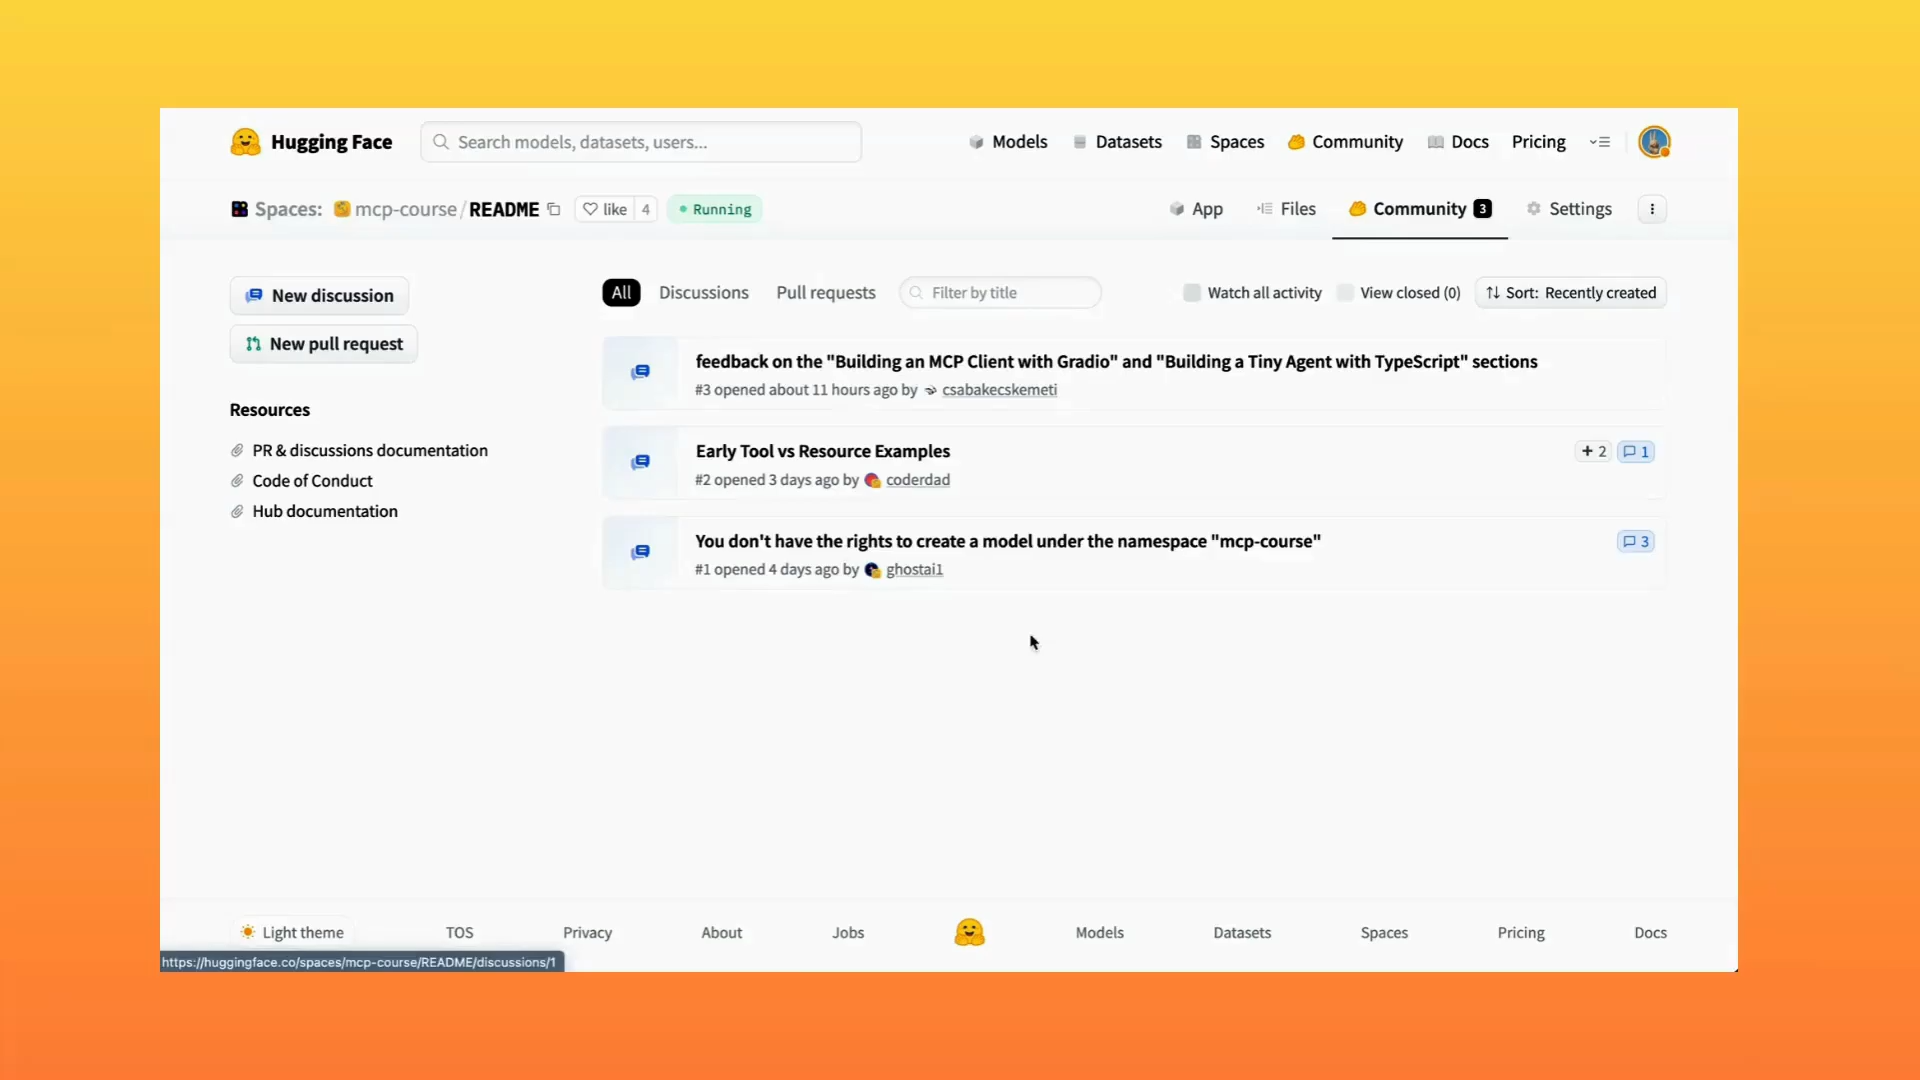 Hugging Face
Search models, datasets, users...
Models
Datasets
Spaces
Community
Docs
Pricing
Spaces: mcp-course/README
like 4
Running
App
Files
Community 3
Settings
New discussion
New pull request
Resources
PR & discussions documentation
Code of Conduct
Hub documentation
All
Discussions
Pull requests
Filter by title
Watch all activity
View closed (0)
Sort: Recently created
feedback on the "Building an MCP Client with Gradio" and "Building a Tiny Agent with TypeScript" sections
#3 opened about 11 hours ago by csabakecskemeti
Early Tool vs Resource Examples
+ 2
1
#2 opened 3 days ago by coderdad
You don't have the rights to create a model under the namespace "mcp-course"
3
#1 opened 4 days ago by ghostai1
Light theme
TOS
Privacy
About
Jobs
Models
Datasets
Spaces
Pricing
Docs
https://huggingface.co/spaces/mcp-course/README/discussions/1